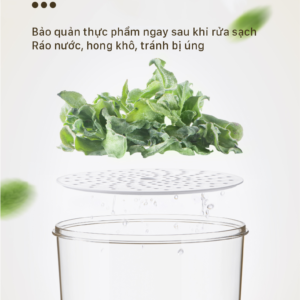 Bảo quản thực phẩm ngay sau khi rửa sạch
Ráo nước, hong khô, tránh bị úng